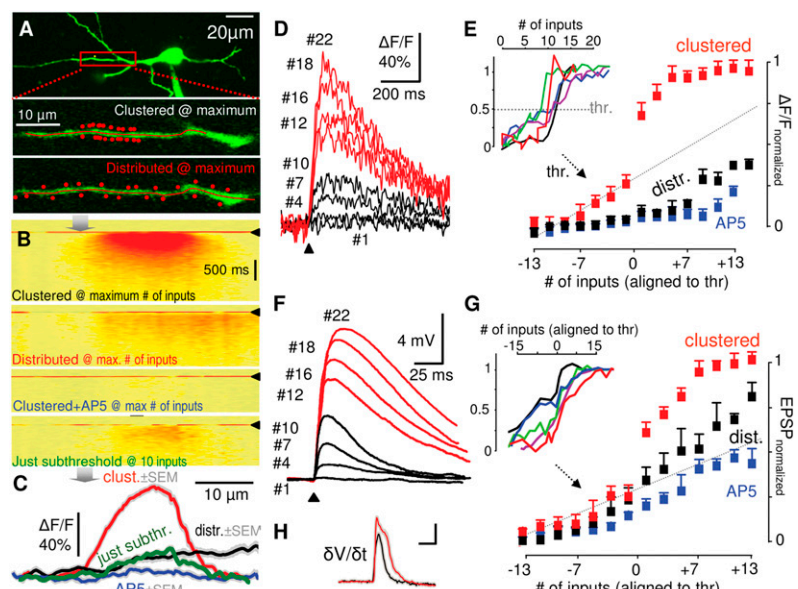 A
20µm
10 µm
Clustered @ maximum
Distributed @ maximum
B
500 ms
Clustered @ maximum # of inputs
Distributed @ max. # of inputs
Clustered+AP5 @ max # of inputs
Just subthreshold @ 10 inputs
C
clust.±SEM
10 µm
ΔF/F
40%
just subthr.
distr.±SEM
AP5±SEM
D
#22
#18
#16
#12
#10
#7
#4
#1
ΔF/F
40%
200 ms
E
# of inputs
0 10 20
1
0.5
0
thr.
clustered
thr.
distr.
AP5
1
0
ΔF/F normalized
-13 -7 0 +7 +13
# of inputs (aligned to thr)
F
#22
#18
#16
#12
#10
#7
#4
#1
4 mV
25 ms
G
# of inputs (aligned to thr)
-15 0 15
1
0.5
0
clustered
dist.
AP5
1
0
EPSP normalized
-13 -7 0 +7 +13
# of inputs (aligned to thr)
H
δV/δt